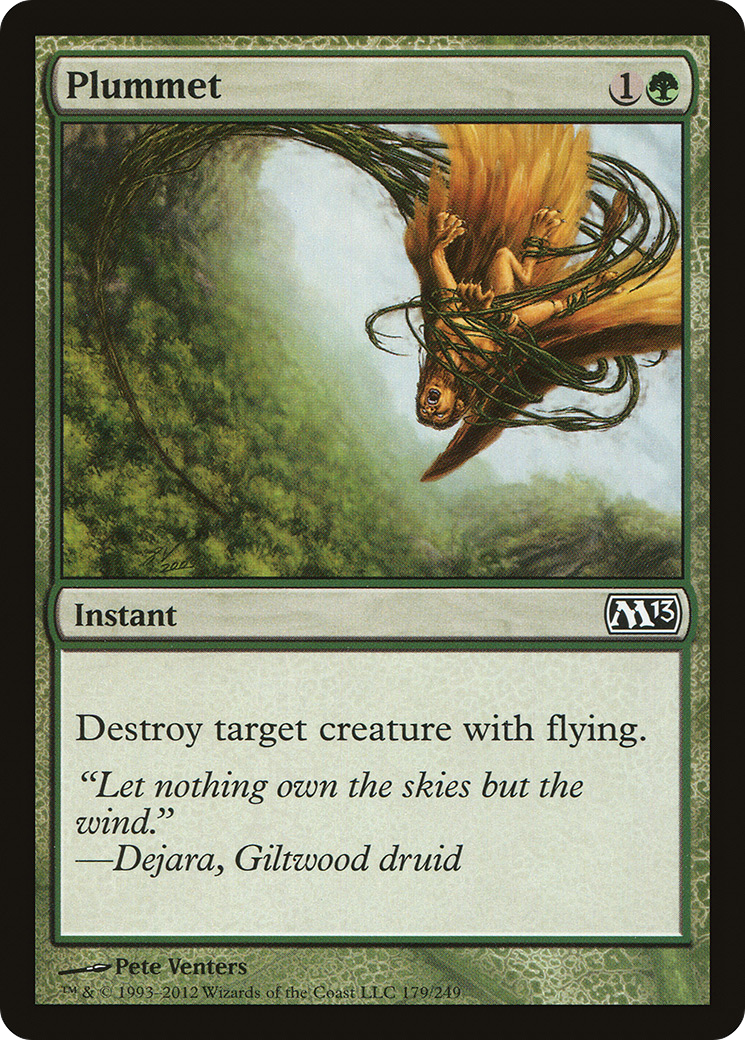 Plummet
1
Instant
M13
Destroy target creature with flying.
“Let nothing own the skies but the
wind.”
—Dejara, Giltwood druid
Pete Venters
™ & © 1993–2012 Wizards of the Coast LLC 179/249